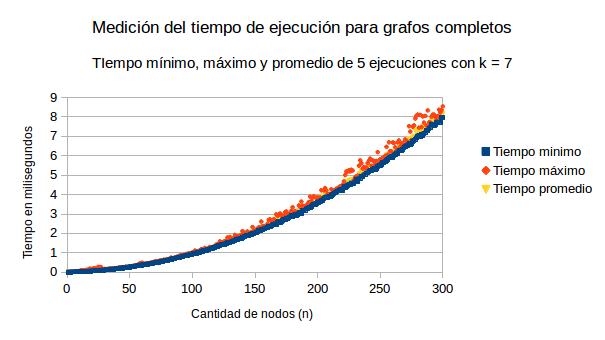 Medición del tiempo de ejecución para grafos completos
TIempo mínimo, máximo y promedio de 5 ejecuciones con k = 7
Tiempo en milisegundos
9
8
7
6
5
4
3
2
1
0
0 50 100 150 200 250 300
Cantidad de nodos (n)
Tiempo mínimo
Tiempo máximo
Tiempo promedio